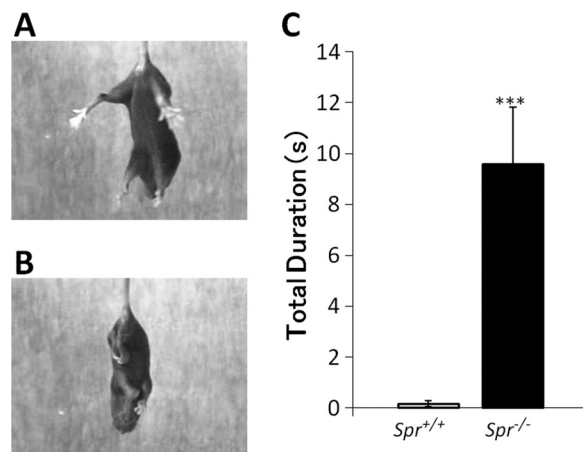 A
B
C
Total Duration (s)
14
12
10
8
6
4
2
0
***
Spr+/+
Spr-/-